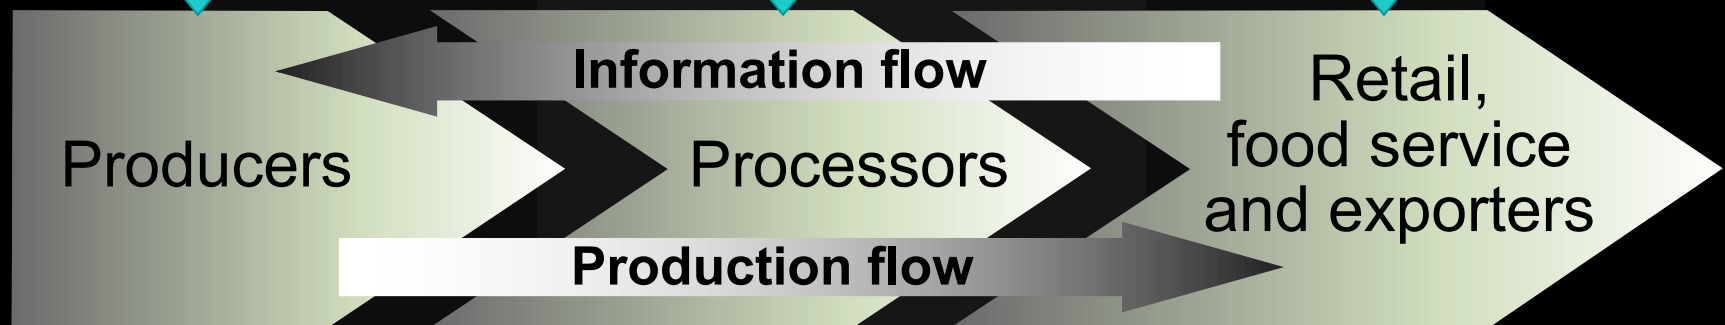 Information flow
Producers
Processors
Retail,
food service
and exporters
Production flow